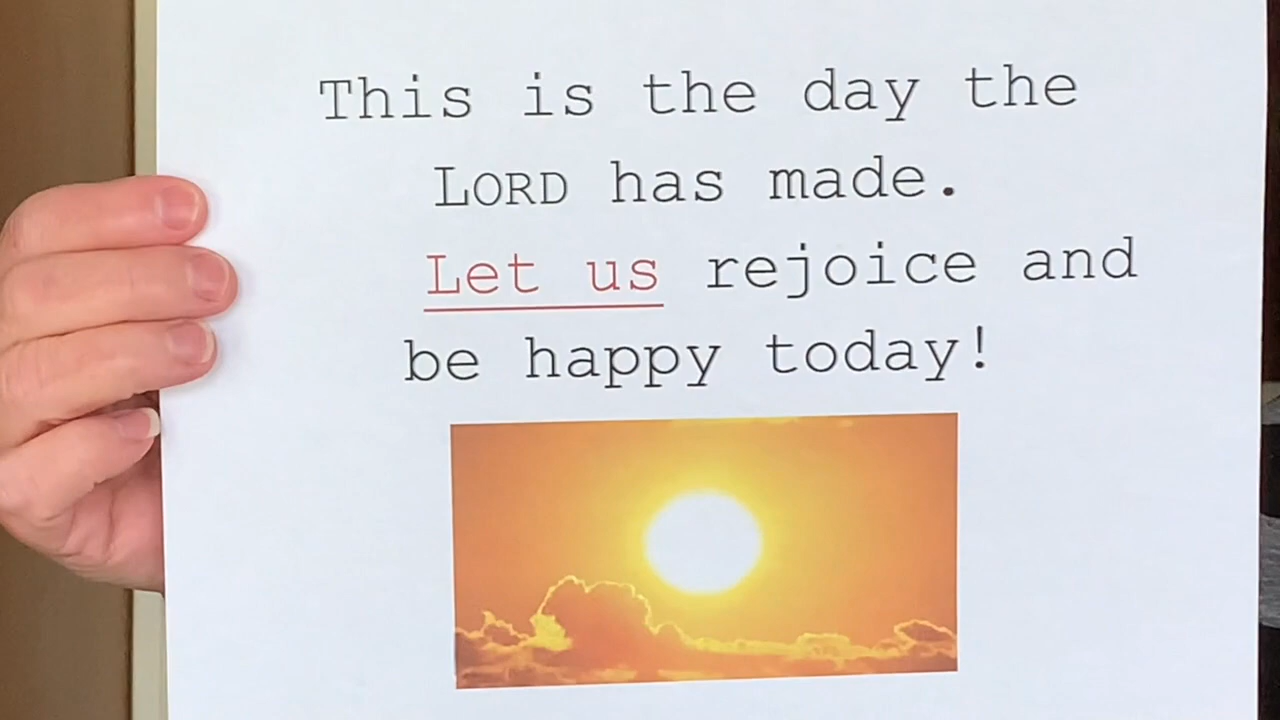 This is the day the
LORD has made.
Let us rejoice and
be happy today!